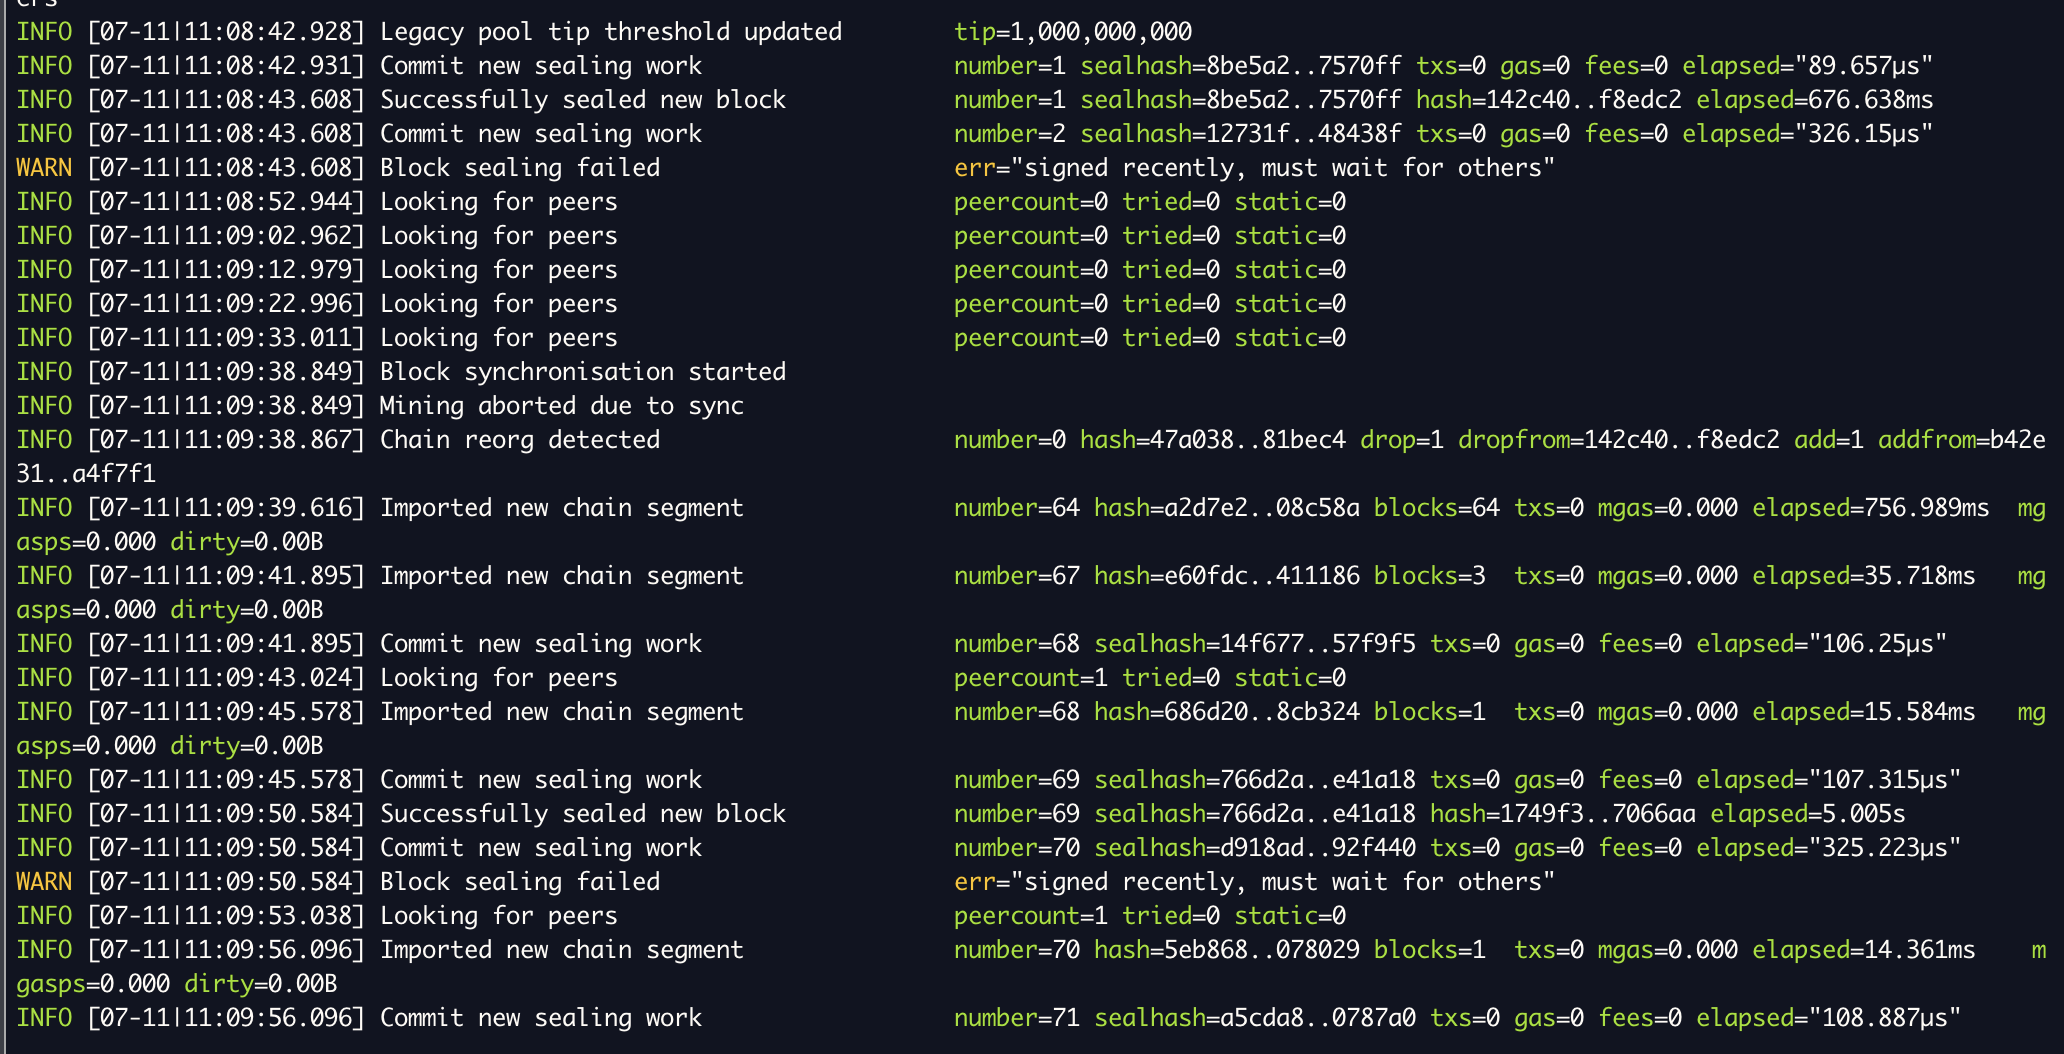 ers
INFO [07-11|11:08:42.928] Legacy pool tip threshold updated        tip=1,000,000,000
INFO [07-11|11:08:42.931] Commit new sealing work                  number=1 sealhash=8be5a2..7570ff txs=0 gas=0 fees=0 elapsed="89.657µs"
INFO [07-11|11:08:43.608] Successfully sealed new block            number=1 sealhash=8be5a2..7570ff hash=142c40..f8edc2 elapsed=676.638ms
INFO [07-11|11:08:43.608] Commit new sealing work                  number=2 sealhash=12731f..48438f txs=0 gas=0 fees=0 elapsed="326.15µs"
WARN [07-11|11:08:43.608] Block sealing failed                     err="signed recently, must wait for others"
INFO [07-11|11:08:52.944] Looking for peers                        peercount=0 tried=0 static=0
INFO [07-11|11:09:02.962] Looking for peers                        peercount=0 tried=0 static=0
INFO [07-11|11:09:12.979] Looking for peers                        peercount=0 tried=0 static=0
INFO [07-11|11:09:22.996] Looking for peers                        peercount=0 tried=0 static=0
INFO [07-11|11:09:33.011] Looking for peers                        peercount=0 tried=0 static=0
INFO [07-11|11:09:38.849] Block synchronisation started
INFO [07-11|11:09:38.849] Mining aborted due to sync
INFO [07-11|11:09:38.867] Chain reorg detected                     number=0 hash=47a038..81bec4 drop=1 dropfrom=142c40..f8edc2 add=1 addfrom=b42e
31..a4f7f1
INFO [07-11|11:09:39.616] Imported new chain segment               number=64 hash=a2d7e2..08c58a blocks=64 txs=0 mgas=0.000 elapsed=756.989ms  mg
asps=0.000 dirty=0.00B
INFO [07-11|11:09:41.895] Imported new chain segment               number=67 hash=e60fdc..411186 blocks=3  txs=0 mgas=0.000 elapsed=35.718ms   mg
asps=0.000 dirty=0.00B
INFO [07-11|11:09:41.895] Commit new sealing work                  number=68 sealhash=14f677..57f9f5 txs=0 gas=0 fees=0 elapsed="106.25µs"
INFO [07-11|11:09:43.024] Looking for peers                        peercount=1 tried=0 static=0
INFO [07-11|11:09:45.578] Imported new chain segment               number=68 hash=686d20..8cb324 blocks=1  txs=0 mgas=0.000 elapsed=15.584ms   mg
asps=0.000 dirty=0.00B
INFO [07-11|11:09:45.578] Commit new sealing work                  number=69 sealhash=766d2a..e41a18 txs=0 gas=0 fees=0 elapsed="107.315µs"
INFO [07-11|11:09:50.584] Successfully sealed new block            number=69 sealhash=766d2a..e41a18 hash=1749f3..7066aa elapsed=5.005s
INFO [07-11|11:09:50.584] Commit new sealing work                  number=70 sealhash=d918ad..92f440 txs=0 gas=0 fees=0 elapsed="325.223µs"
WARN [07-11|11:09:50.584] Block sealing failed                     err="signed recently, must wait for others"
INFO [07-11|11:09:53.038] Looking for peers                        peercount=1 tried=0 static=0
INFO [07-11|11:09:56.096] Imported new chain segment               number=70 hash=5eb868..078029 blocks=1  txs=0 mgas=0.000 elapsed=14.361ms    m
gasps=0.000 dirty=0.00B
INFO [07-11|11:09:56.096] Commit new sealing work                  number=71 sealhash=a5cda8..0787a0 txs=0 gas=0 fees=0 elapsed="108.887µs"